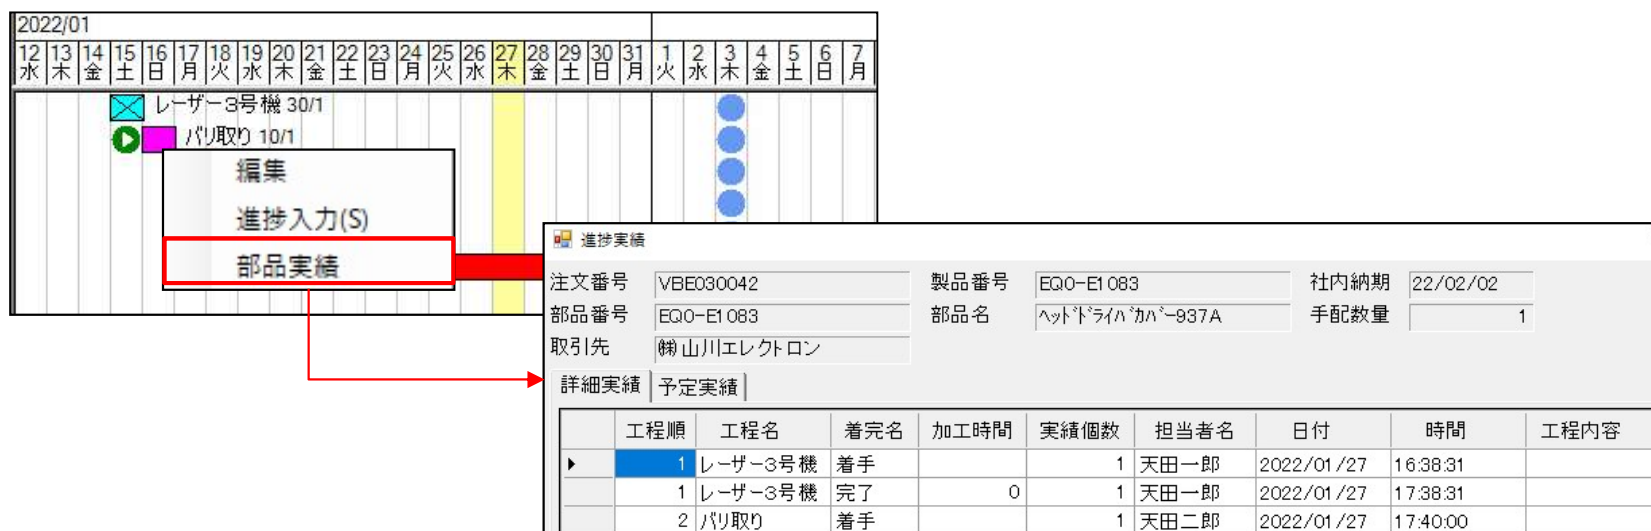 2022/01
12 13 14 15 16 17 18 19 20 21 22 23 24 25 26 27 28 29 30 31 1 2 3 4 5 6 7
水 木 金 土 日 月 火 水 木 金 土 日 月 火 水 木 金 土 日 月 火 水 木 金 土 日 月
レーザー3号機 30/1
バリ取り 10/1
編集
進捗入力(S)
部品実績
進捗実績
注文番号 VBE030042 製品番号 EQ0-E1083 社内納期 22/02/02
部品番号 EQ0-E1083 部品名 ﾍｯﾄﾞﾄﾞﾗｲﾊﾞｶﾊﾞｰ937A 手配数量 1
取引先 ㈱山川エレクトロン
詳細実績 予定実績
工程順 工程名 着完名 加工時間 実績個数 担当者名 日付 時間 工程内容
1 レーザー3号機 着手 1 天田一郎 2022/01/27 16:38:31
1 レーザー3号機 完了 0 1 天田一郎 2022/01/27 17:38:31
2 バリ取り 着手 1 天田二郎 2022/01/27 17:40:00